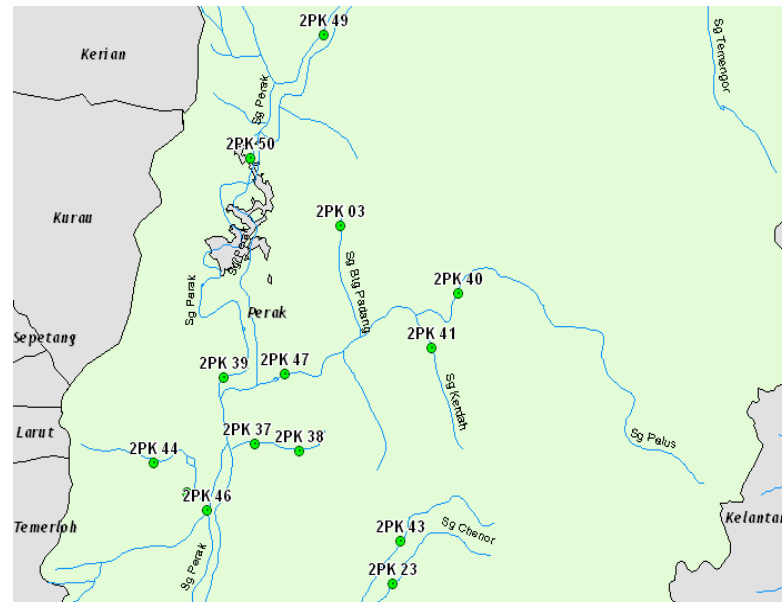 2PK 49
Kerian
Sg Temengor
Sg Perak
2PK 50
Kurau
2PK 03
Sg Perak
Sg Perak
Sg Btg Padang
2PK 40
Perak
Sepetang
2PK 41
2PK 39
2PK 47
Sg Kerdah
Larut
2PK 37
2PK 38
Sg Pelus
2PK 44
2PK 46
Temerloh
Kelantan
2PK 43
Sg Chenor
Sg Perak
2PK 23